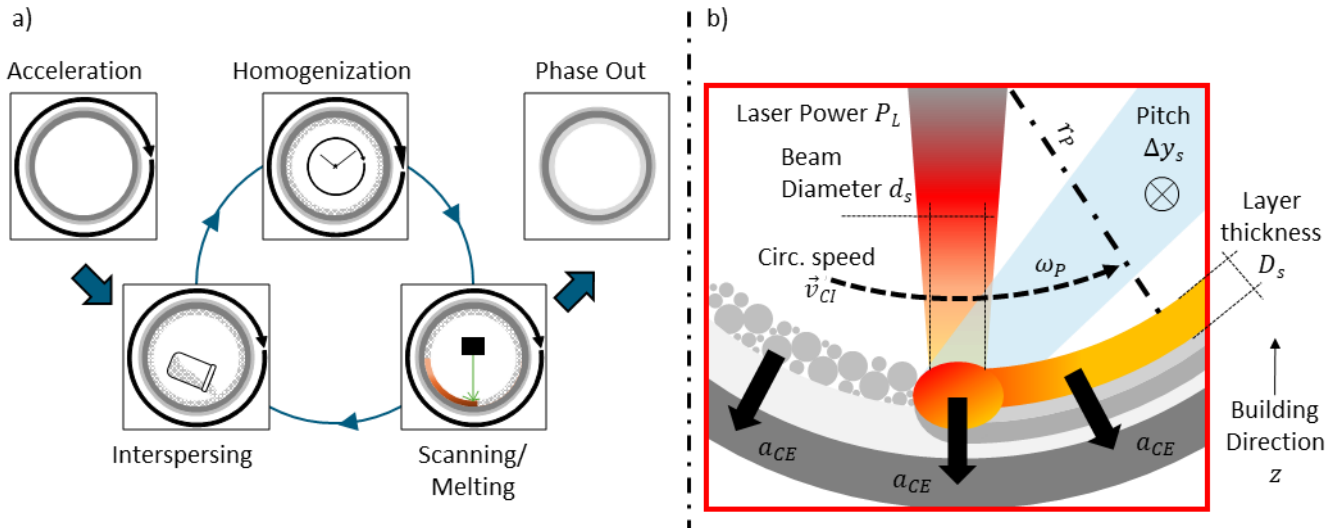 a)
Acceleration
Homogenization
Phase Out
Interspersing
Scanning/
Melting
b)
Laser Power P_L
Beam
Diameter d_s
Circ. speed
v⃗_CI
ω_P
r_P
Pitch
Δy_s
Layer
thickness
D_s
a_CE
a_CE
a_CE
Building
Direction
z